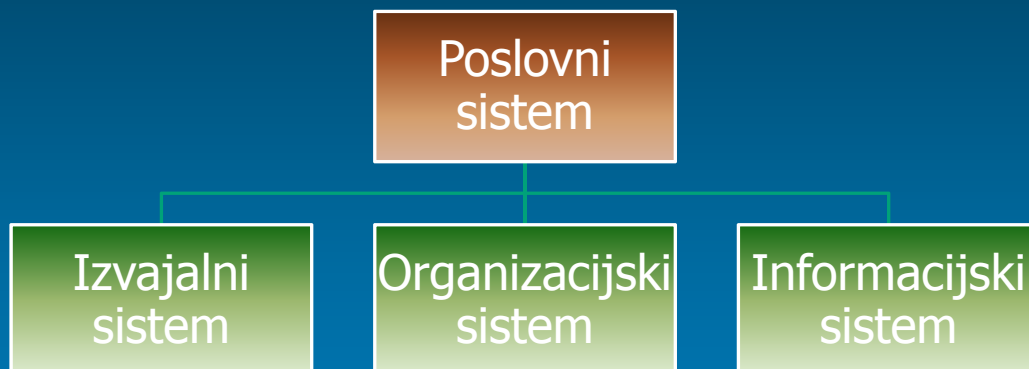 Poslovni
sistem
Izvajalni
sistem
Organizacijski
sistem
Informacijski
sistem